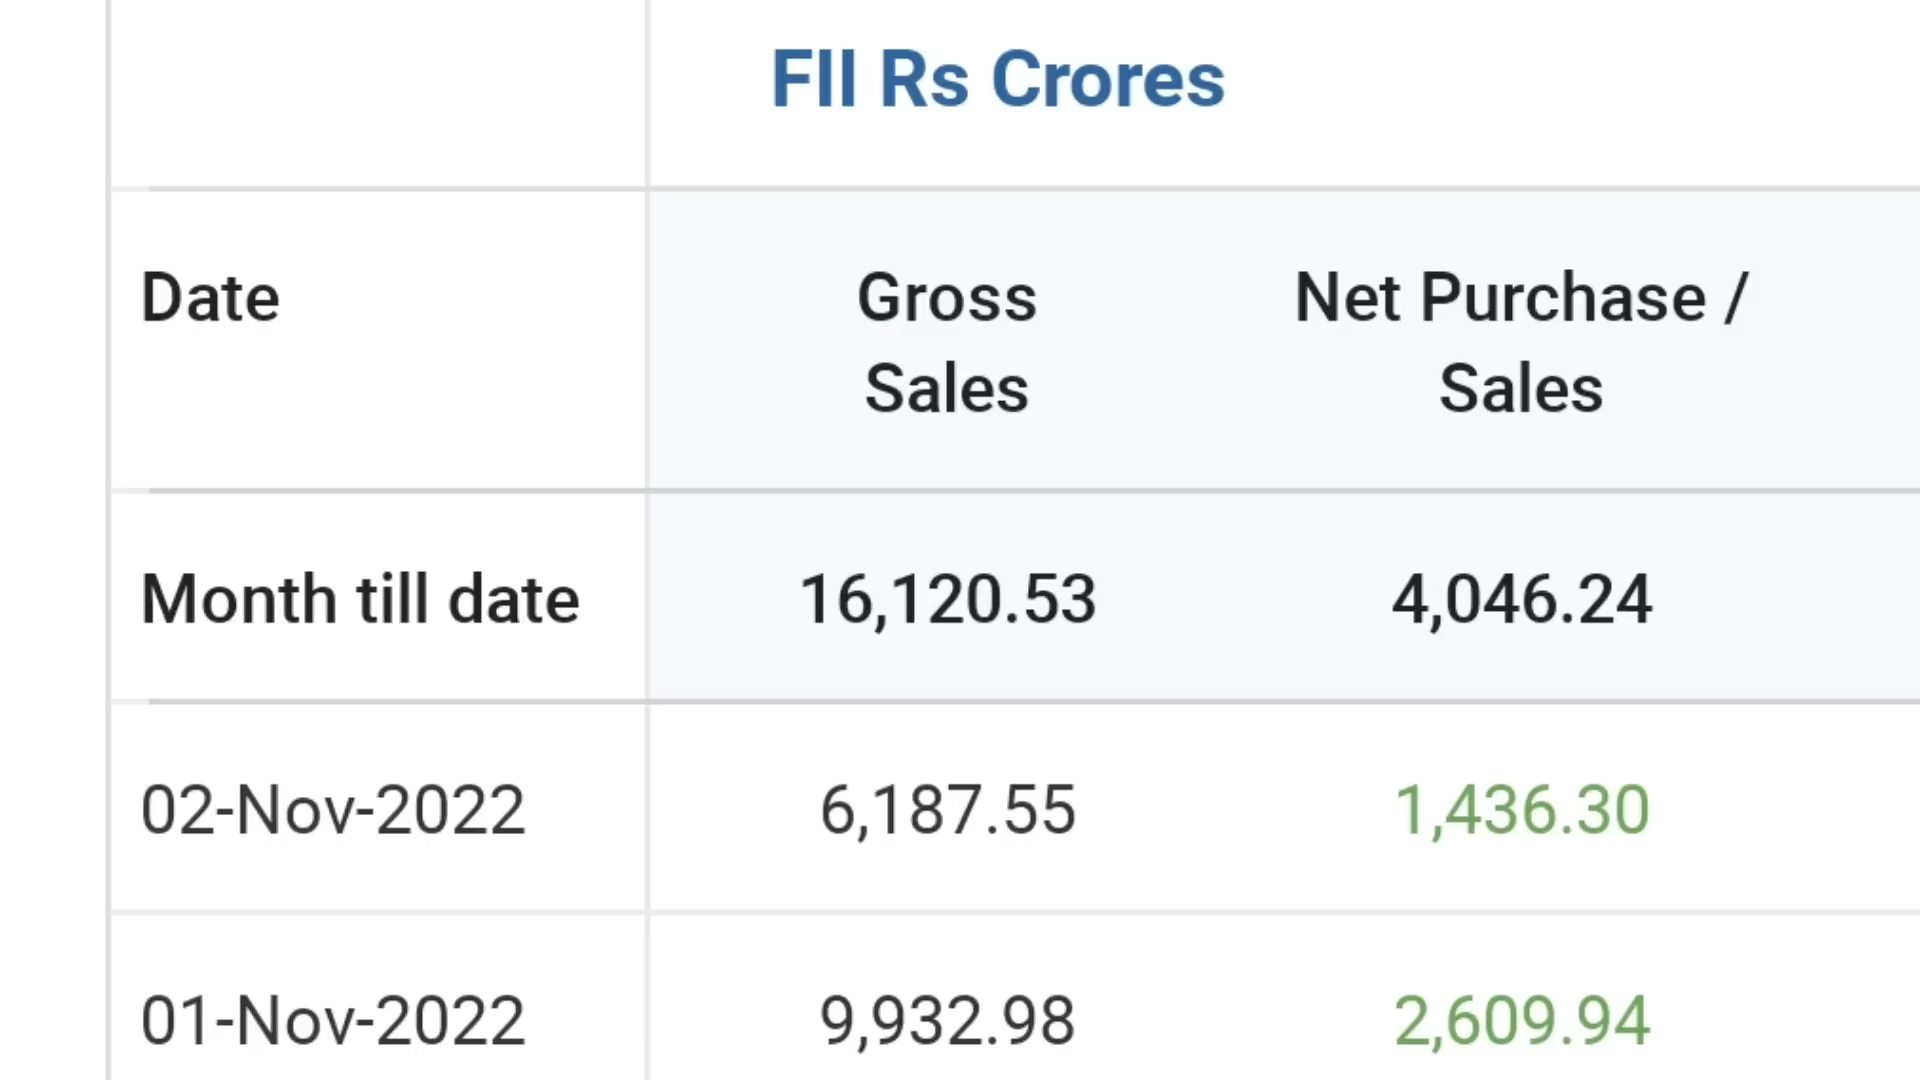 FII Rs Crores
Date Gross Sales Net Purchase / Sales
Month till date 16,120.53 4,046.24
02-Nov-2022 6,187.55 1,436.30
01-Nov-2022 9,932.98 2,609.94